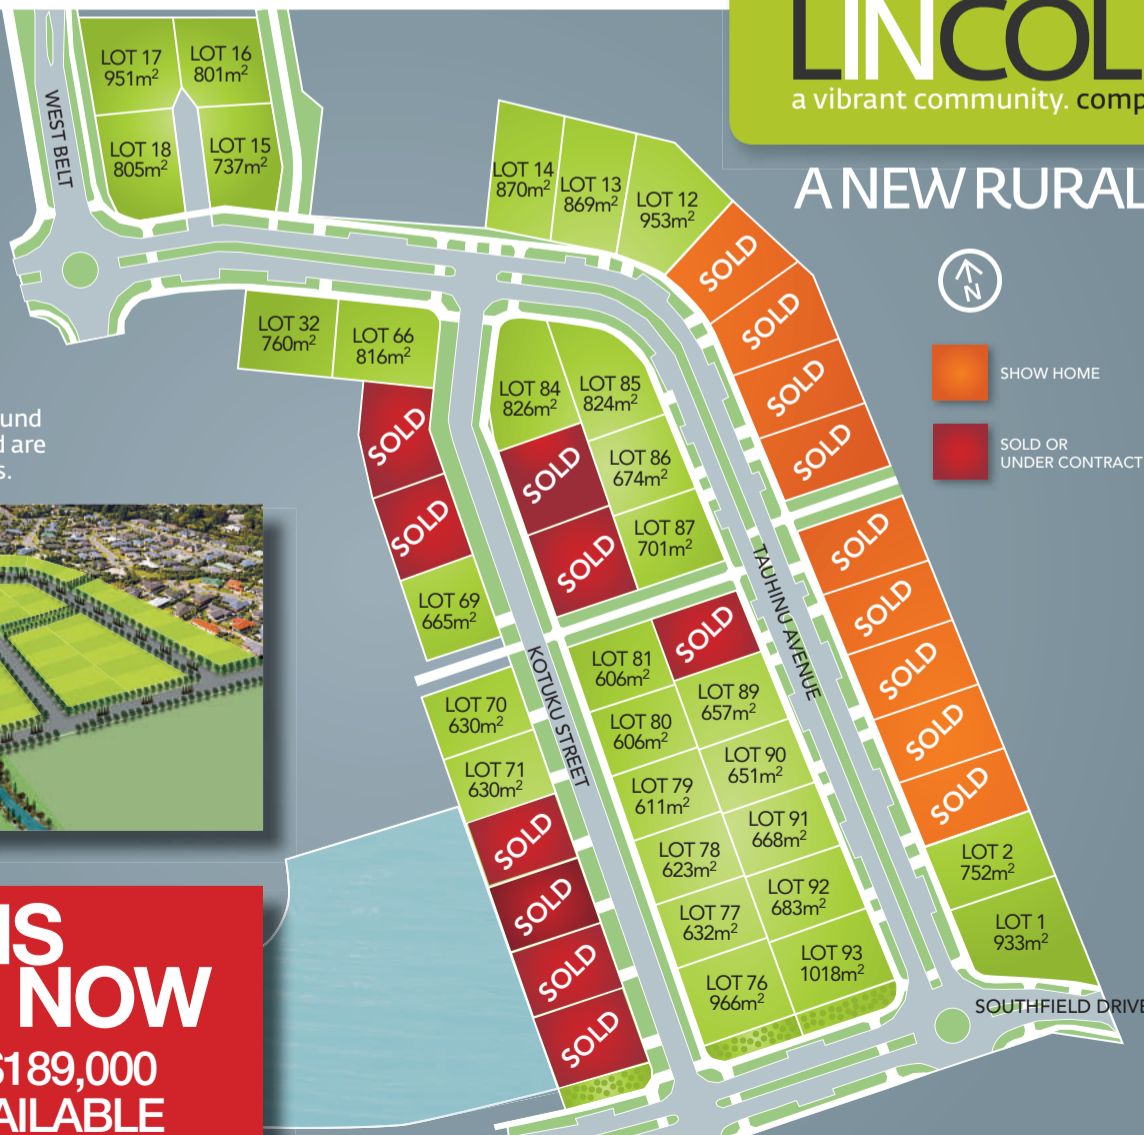 LINCOL
a vibrant community. comp
A NEW RURAL
N
SHOW HOME
SOLD OR
UNDER CONTRACT
WEST BELT
LOT 17
951m²
LOT 16
801m²
LOT 18
805m²
LOT 15
737m²
LOT 14
870m²
LOT 13
869m²
LOT 12
953m²
SOLD
SOLD
SOLD
SOLD
SOLD
SOLD
SOLD
SOLD
SOLD
LOT 2
752m²
LOT 1
933m²
LOT 32
760m²
LOT 66
816m²
SOLD
SOLD
LOT 69
665m²
LOT 70
630m²
LOT 71
630m²
SOLD
SOLD
SOLD
SOLD
LOT 84
826m²
LOT 85
824m²
SOLD
LOT 86
674m²
SOLD
LOT 87
701m²
TAUHINU AVENUE
KOTUKU STREET
LOT 81
606m²
SOLD
LOT 80
606m²
LOT 89
657m²
LOT 79
611m²
LOT 90
651m²
LOT 78
623m²
LOT 91
668m²
LOT 77
632m²
LOT 92
683m²
LOT 76
966m²
LOT 93
1018m²
SOUTHFIELD DRIVE
und
d are
s.
IS
NOW
$189,000
AILABLE